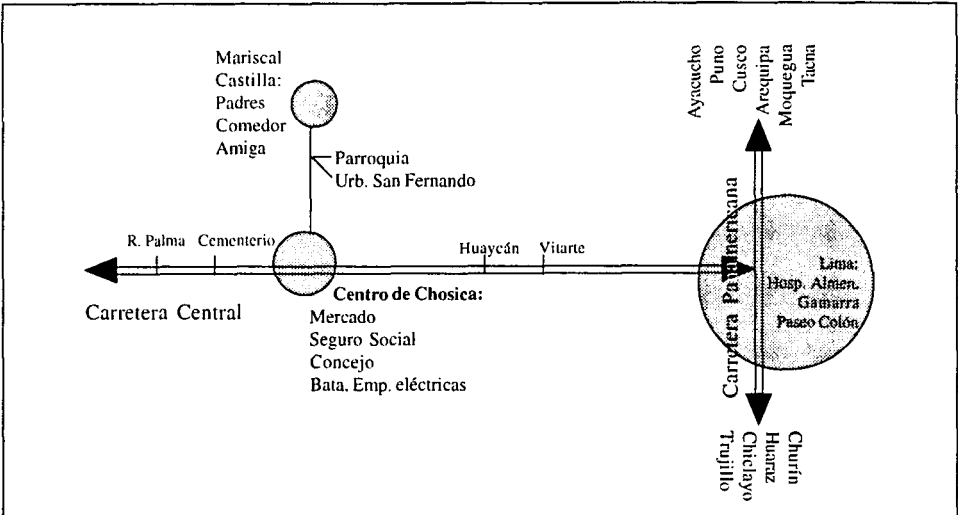 Mariscal
Castilla:
Padres
Comedor
Amiga
Parroquia
Urb. San Fernando
R. Palma
Cementerio
Huaycán
Vitarte
Carretera Central
Centro de Chosica:
Mercado
Seguro Social
Concejo
Bata, Emp. eléctricas
Ayacucho
Puno
Cusco
Arequipa
Moquegua
Tacna
Carretera Panamericana
Lima:
Hosp. Almen.
Gamarra
Paseo Colón
Churín
Huaraz
Chiclayo
Trujillo